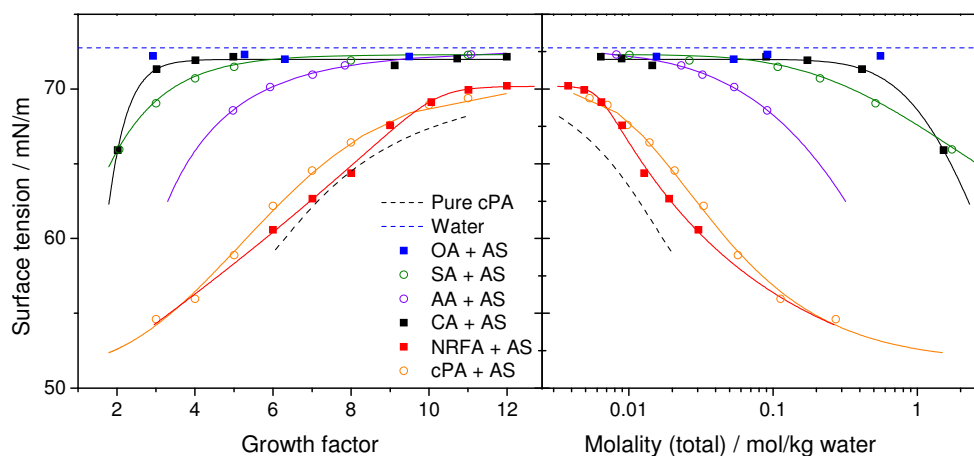 Surface tension / mN/m
70
60
50
Pure cPA
Water
OA + AS
SA + AS
AA + AS
CA + AS
NRFA + AS
cPA + AS
2 4 6 8 10 12
0.01 0.1 1
Growth factor
Molality (total) / mol/kg water